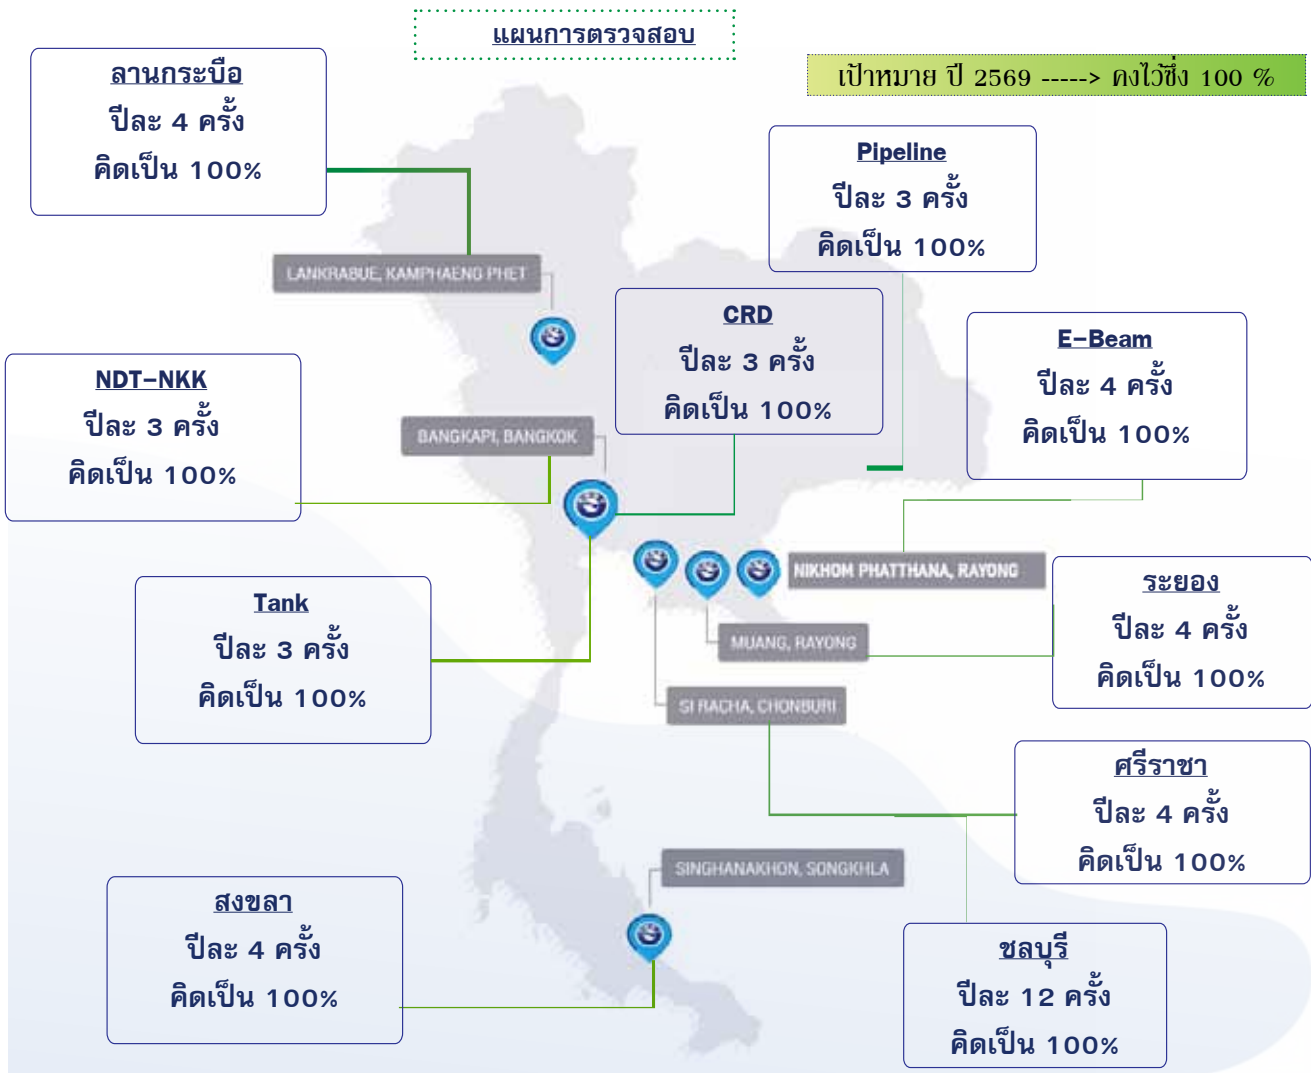 แผนการตรวจสอบ
เป้าหมาย ปี 2569 -----> คงไว้ซึ่ง 100 %
ลานกระบือ
ปีละ 4 ครั้ง
คิดเป็น 100%
Pipeline
ปีละ 3 ครั้ง
คิดเป็น 100%
LANKRABUE, KAMPHAENG PHET
CRD
ปีละ 3 ครั้ง
คิดเป็น 100%
E-Beam
ปีละ 4 ครั้ง
คิดเป็น 100%
NDT-NKK
ปีละ 3 ครั้ง
คิดเป็น 100%
BANGKAPI, BANGKOK
NIKHOM PHATTHANA, RAYONG
ระยอง
ปีละ 4 ครั้ง
คิดเป็น 100%
Tank
ปีละ 3 ครั้ง
คิดเป็น 100%
MUANG, RAYONG
SI RACHA, CHONBURI
ศรีราชา
ปีละ 4 ครั้ง
คิดเป็น 100%
SINGHANAKHON, SONGKHLA
สงขลา
ปีละ 4 ครั้ง
คิดเป็น 100%
ชลบุรี
ปีละ 12 ครั้ง
คิดเป็น 100%